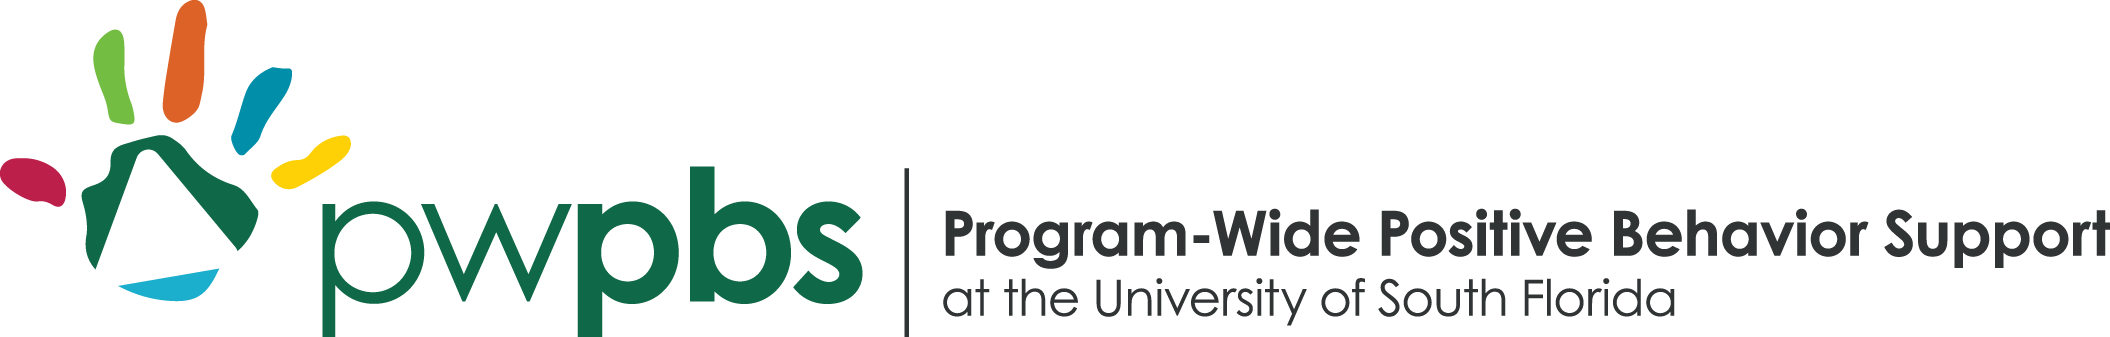 pwpbs
Program-Wide Positive Behavior Support
at the University of South Florida